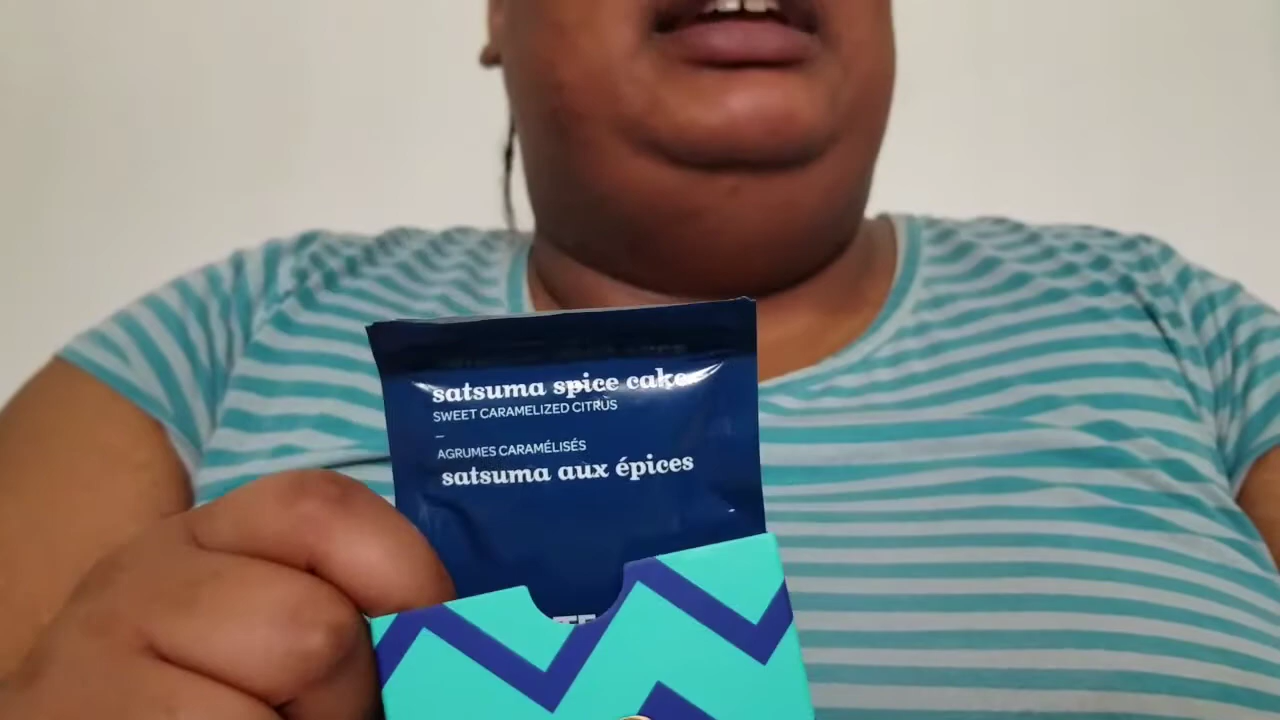 satsuma spice cake
SWEET CARAMELIZED CITRUS
–
AGRUMES CARAMÉLISÉS
satsuma aux épices